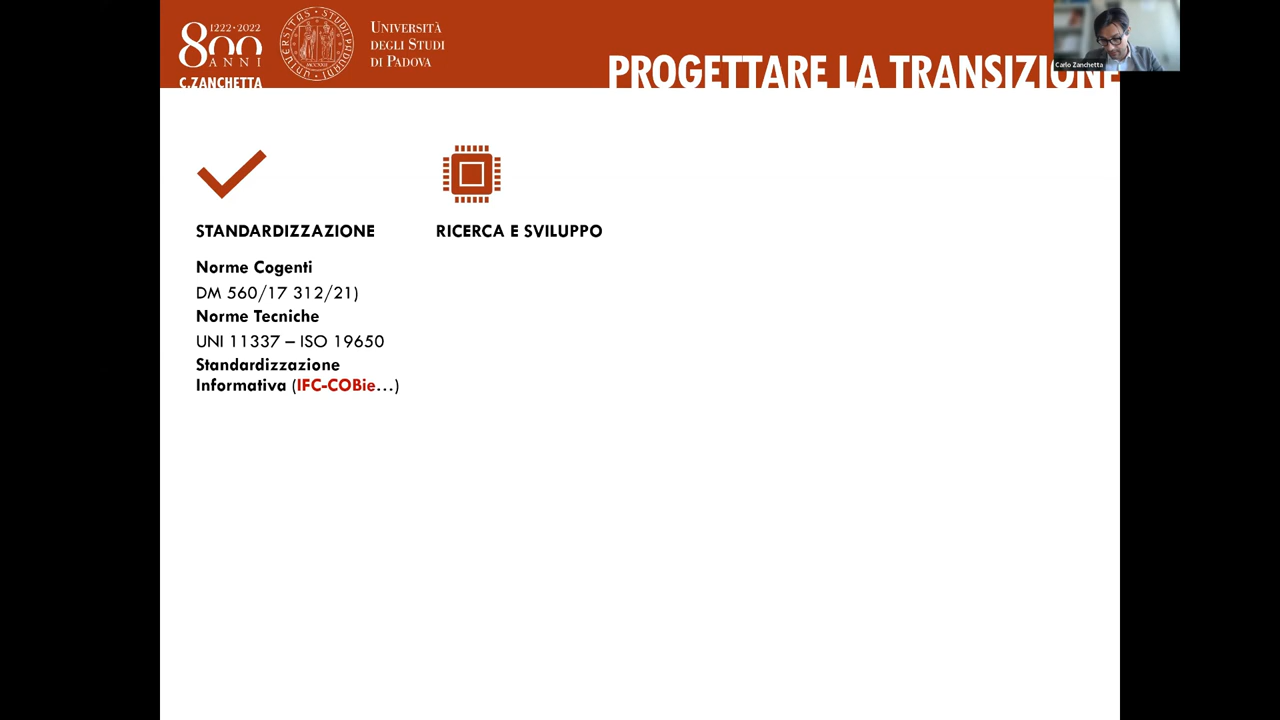 1222·2022
800
ANNI
C.ZANCHETTA
UNIVERSITÀ
DEGLI STUDI
DI PADOVA
PROGETTARE LA TRANSIZIONE
Carlo Zanchetta
STANDARDIZZAZIONE
Norme Cogenti
DM 560/17 312/21)
Norme Tecniche
UNI 11337 – ISO 19650
Standardizzazione
Informativa (IFC-COBie...)
RICERCA E SVILUPPO